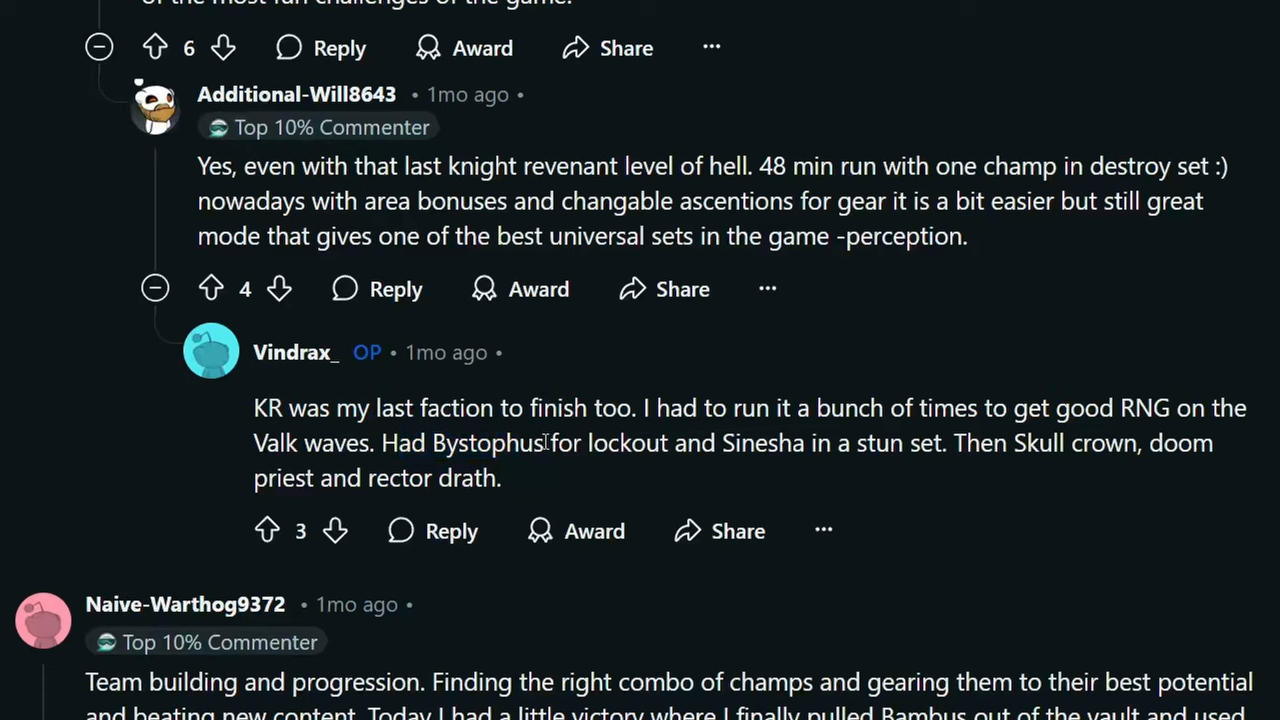 of the most fun challenges of the game.
6 Reply Award Share ...
Additional-Will8643 • 1mo ago •
Top 10% Commenter
Yes, even with that last knight revenant level of hell. 48 min run with one champ in destroy set :)
nowadays with area bonuses and changable ascentions for gear it is a bit easier but still great
mode that gives one of the best universal sets in the game -perception.
4 Reply Award Share ...
Vindrax_ OP • 1mo ago •
KR was my last faction to finish too. I had to run it a bunch of times to get good RNG on the
Valk waves. Had Bystophus for lockout and Sinesha in a stun set. Then Skull crown, doom
priest and rector drath.
3 Reply Award Share ...
Naive-Warthog9372 • 1mo ago •
Top 10% Commenter
Team building and progression. Finding the right combo of champs and gearing them to their best potential
and beating new content. Today I had a little victory where I finally pulled Bambus out of the vault and used